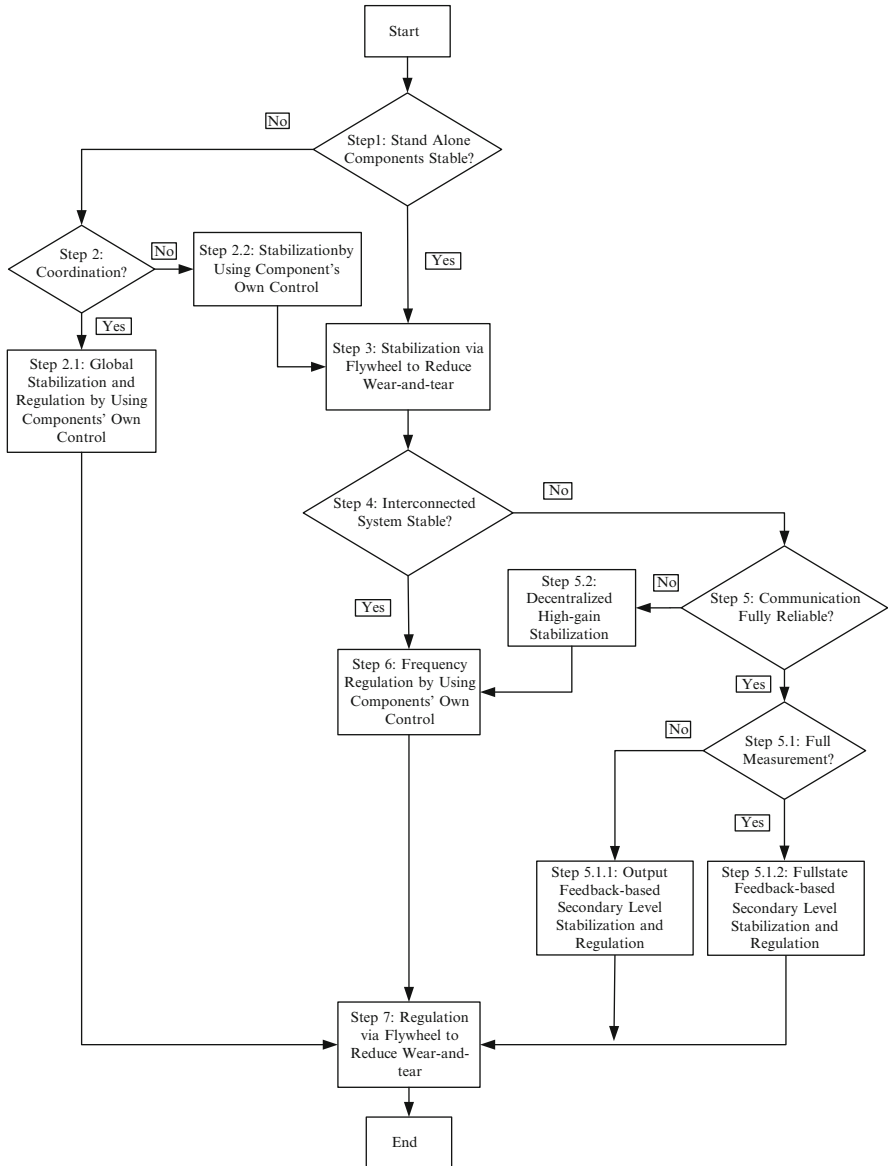 Start
No
Step1: Stand Alone
Components Stable?
Step 2:
Coordination?
No
Step 2.2: Stabilizationby
Using Component's
Own Control
Yes
Yes
Step 2.1: Global
Stabilization and
Regulation by Using
Components' Own
Control
Step 3: Stabilization via
Flywheel to Reduce
Wear-and-tear
Step 4: Interconnected
System Stable?
No
Yes
Step 5.2:
Decentralized
High-gain
Stabilization
No
Step 5: Communication
Fully Reliable?
Step 6: Frequency
Regulation by Using
Components' Own
Control
Yes
No
Step 5.1: Full
Measurement?
Yes
Step 5.1.1: Output
Feedback-based
Secondary Level
Stabilization and
Regulation
Step 5.1.2: Fullstate
Feedback-based
Secondary Level
Stabilization and
Regulation
Step 7: Regulation
via Flywheel to
Reduce Wear-and-
tear
End